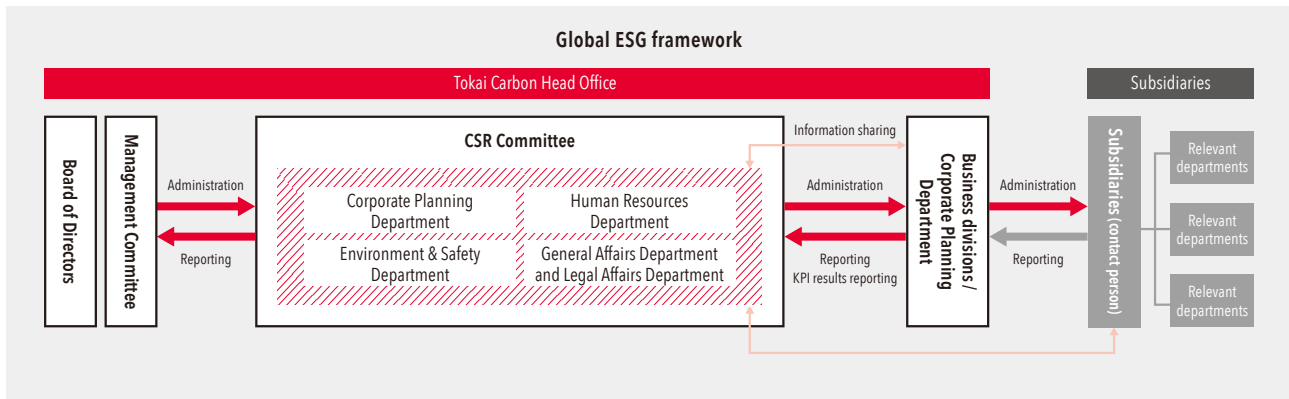 Global ESG framework
Tokai Carbon Head Office
Subsidiaries
Board of Directors
Management Committee
Administration
Reporting
CSR Committee
Corporate Planning
Department
Human Resources
Department
Environment & Safety
Department
General Affairs Department
and Legal Affairs Department
Information sharing
Administration
Reporting
KPI results reporting
Business divisions /
Corporate Planning
Department
Administration
Reporting
Subsidiaries (contact person)
Relevant
departments
Relevant
departments
Relevant
departments